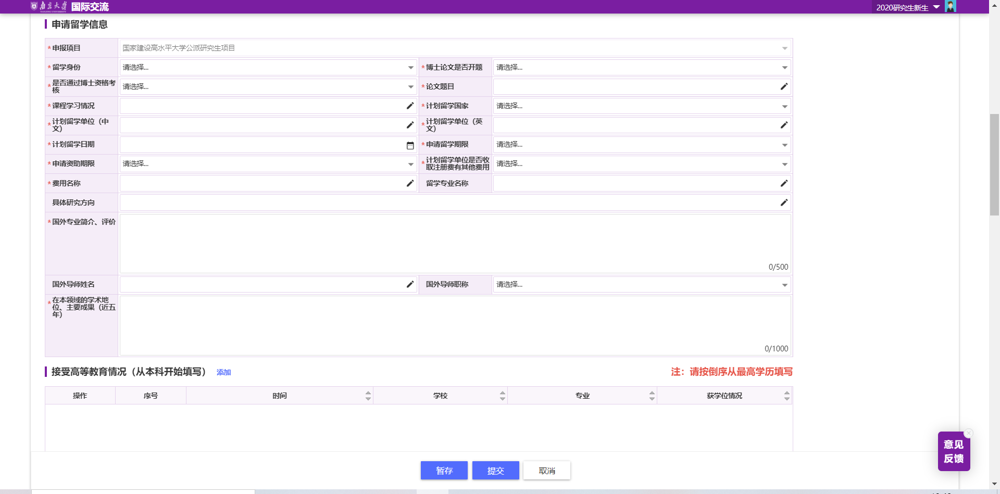 南京大学 国际交流
NANJING UNIVERSITY
2020研究生新生
申请留学信息
*申报项目 国家建设高水平大学公派研究生项目
*留学身份 请选择... *博士论文是否开题 请选择...
*是否通过博士资格考核 请选择... *论文题目
*课程学习情况 *计划留学国家 请选择...
*计划留学单位（中文） *计划留学单位（英文）
*计划留学日期 *申请留学期限 请选择...
*申请资助期限 请选择... *计划留学单位是否收取注册费有其他费用 请选择...
*费用名称 留学专业名称
具体研究方向
*国外专业简介、评价
0/500
国外导师姓名 国外导师职称 请选择...
*在本领域的学术地位、主要成果（近五年）
0/1000
接受高等教育情况（从本科开始填写） 添加 注：请按倒序从最高学历填写
操作 序号 时间 学校 专业 获学位情况
意见
反馈
暂存 提交 取消